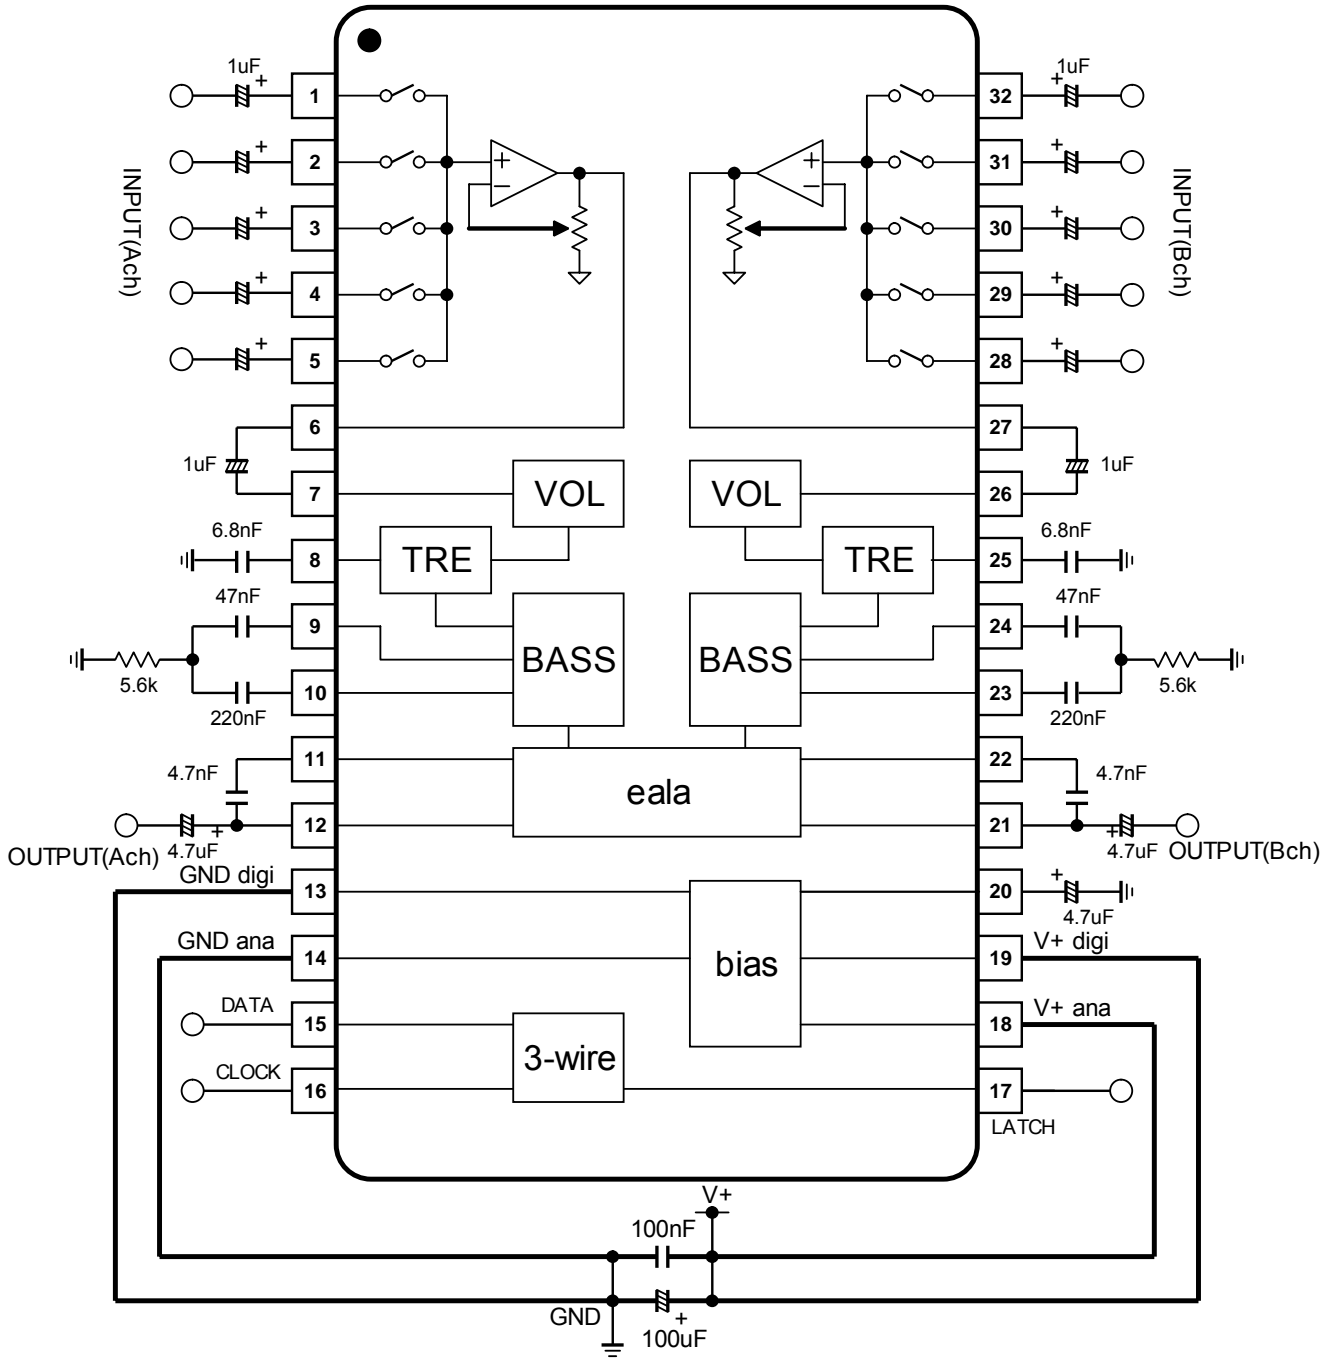 1uF + 1 32 + 1uF
+ 2 31 +
INPUT(Ach) + 3 30 + INPUT(Bch)
+ 4 29 +
+ 5 28 +
+ −
+ −
6 27
1uF 1uF
7 VOL VOL 26
6.8nF 6.8nF
8 TRE TRE 25
47nF 47nF
9 24
BASS BASS
5.6k 5.6k
10 23
220nF 220nF
11 22
4.7nF 4.7nF
eala
12 21
+ +
OUTPUT(Ach) 4.7uF 4.7uF OUTPUT(Bch)
GND digi
13 20 +
4.7uF
GND ana V+ digi
14 bias 19
DATA V+ ana
15 18
3-wire
CLOCK
16 17
LATCH
V+
100nF
GND +
100uF